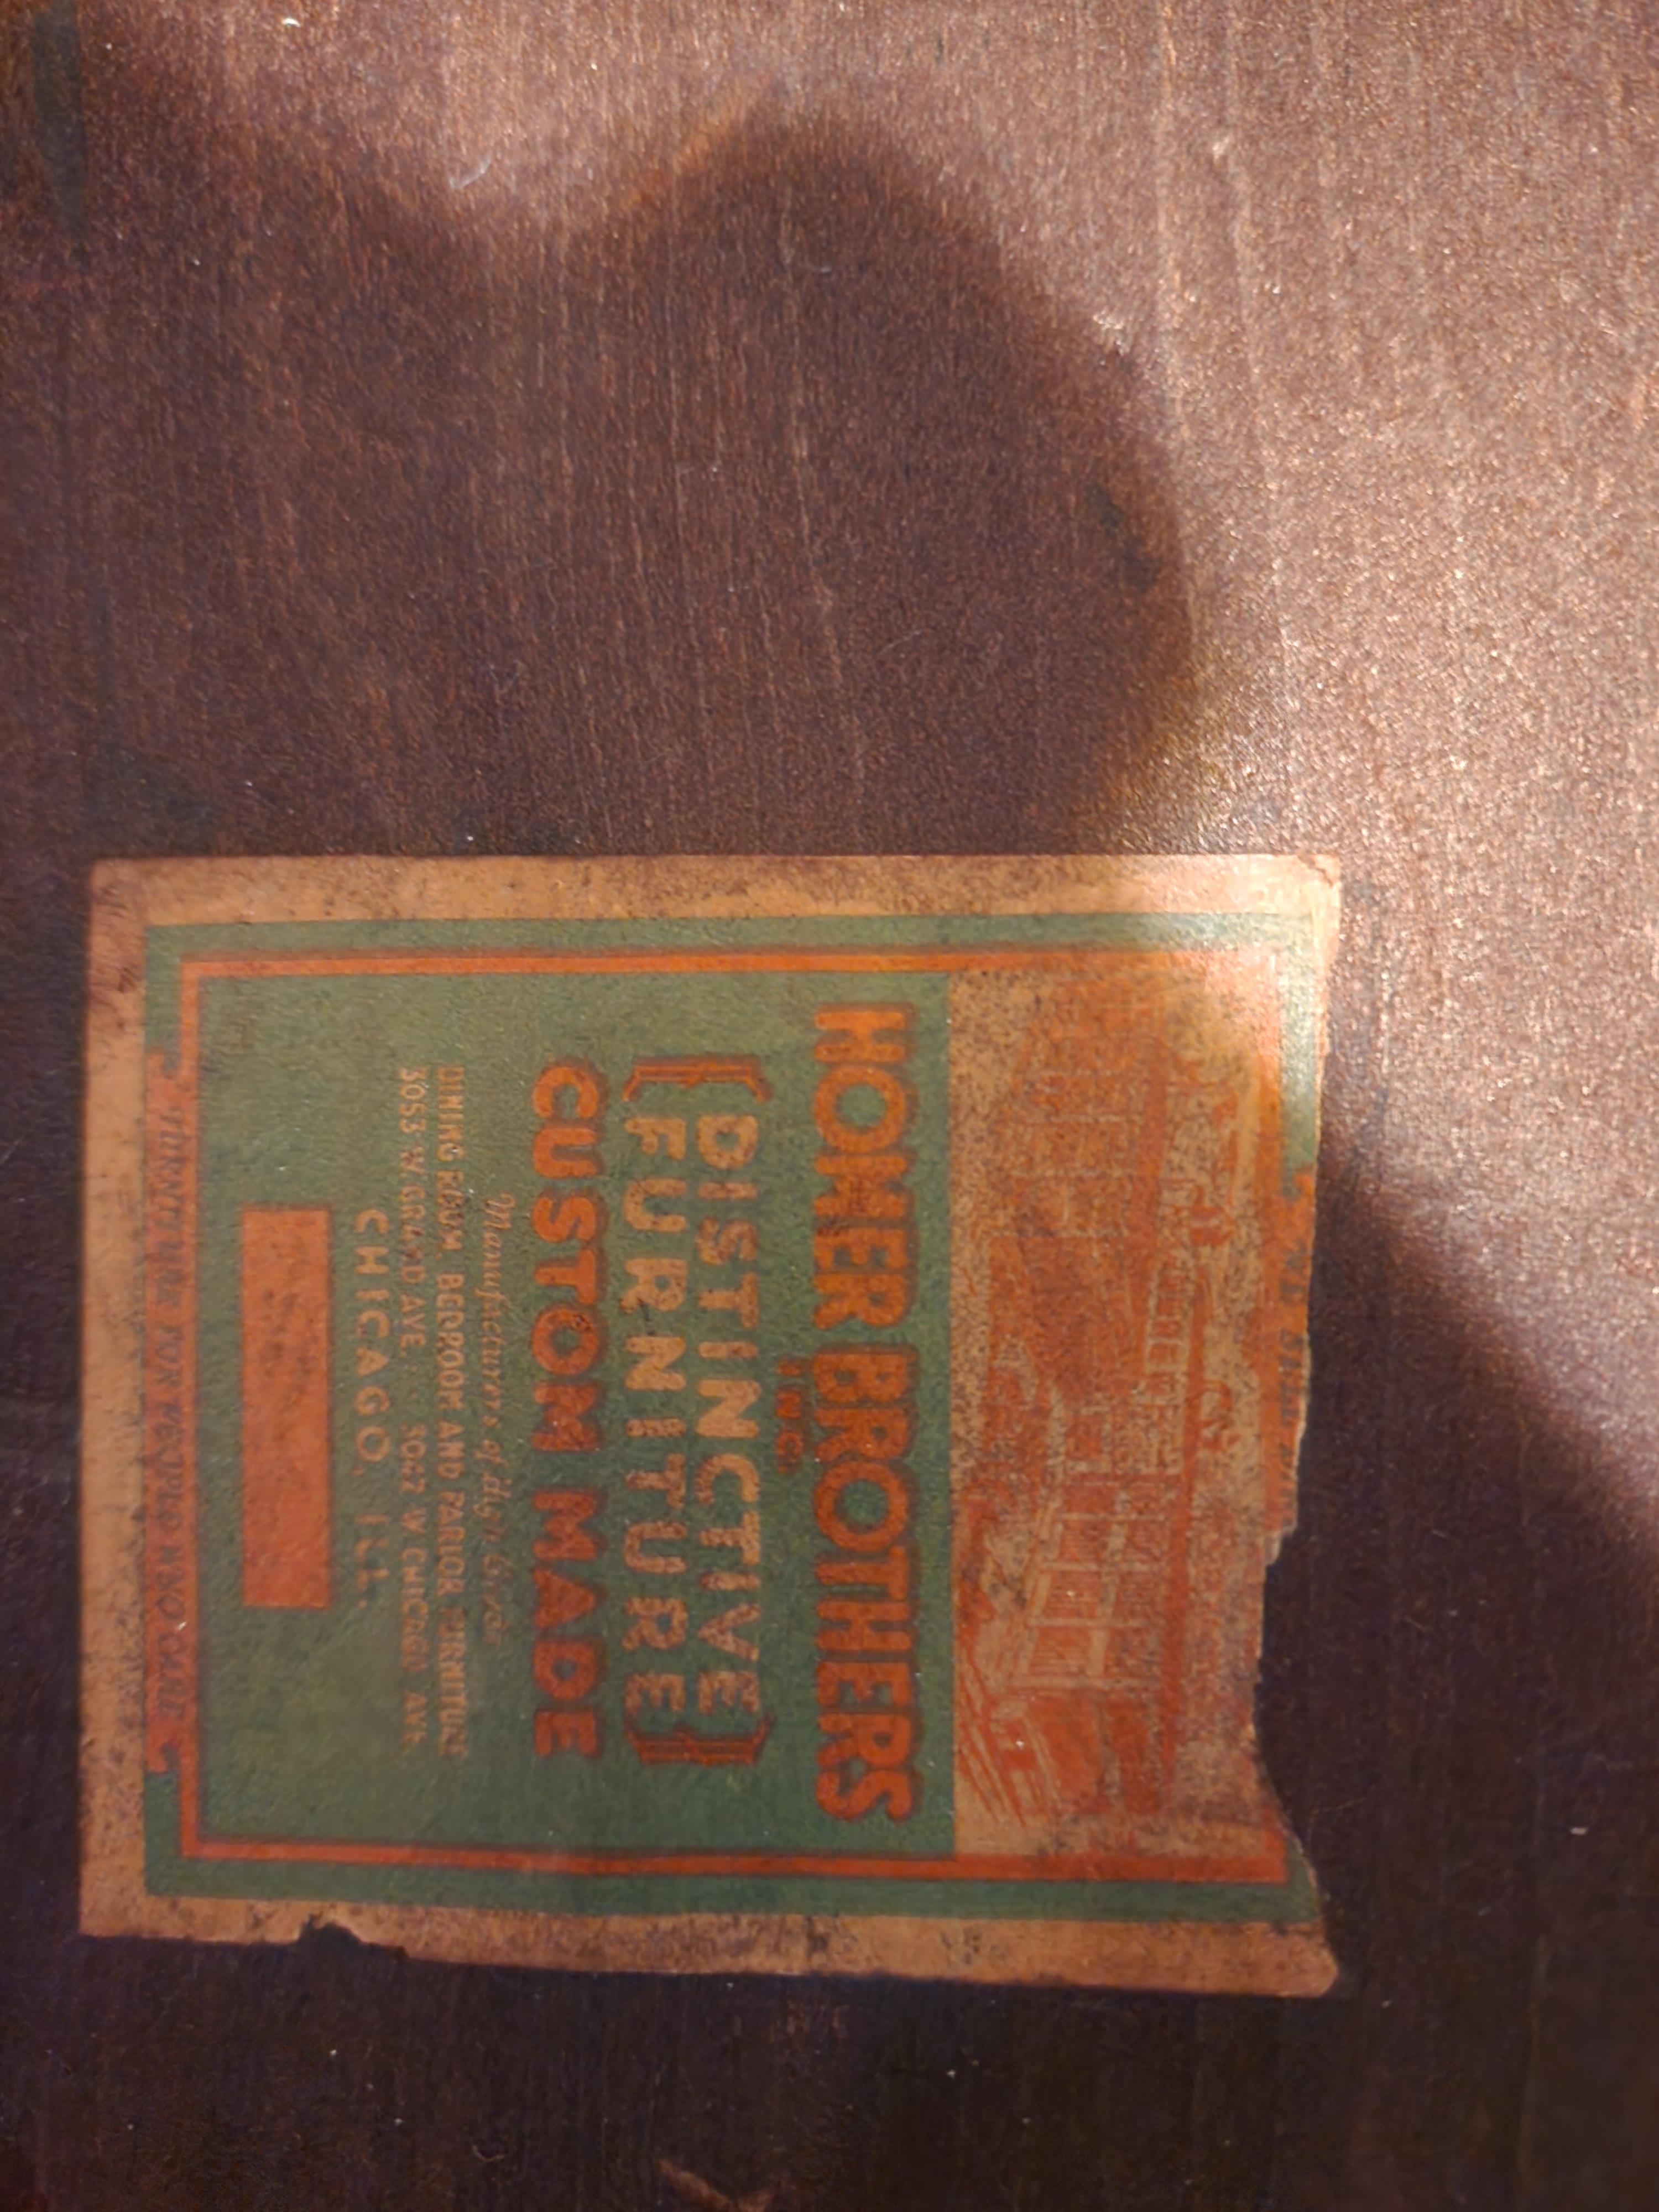 HOMER BROTHERS
INC.
DISTINCTIVE
FURNITURE
CUSTOM MADE
Manufacturers of High Grade
DINING ROOM, BEDROOM AND PARLOR FURNITURE
3053 W. GRAND AVE. 3042 W CHICAGO AVE.
CHICAGO, ILL.
FURNITURE FOR PEOPLE WHO CARE